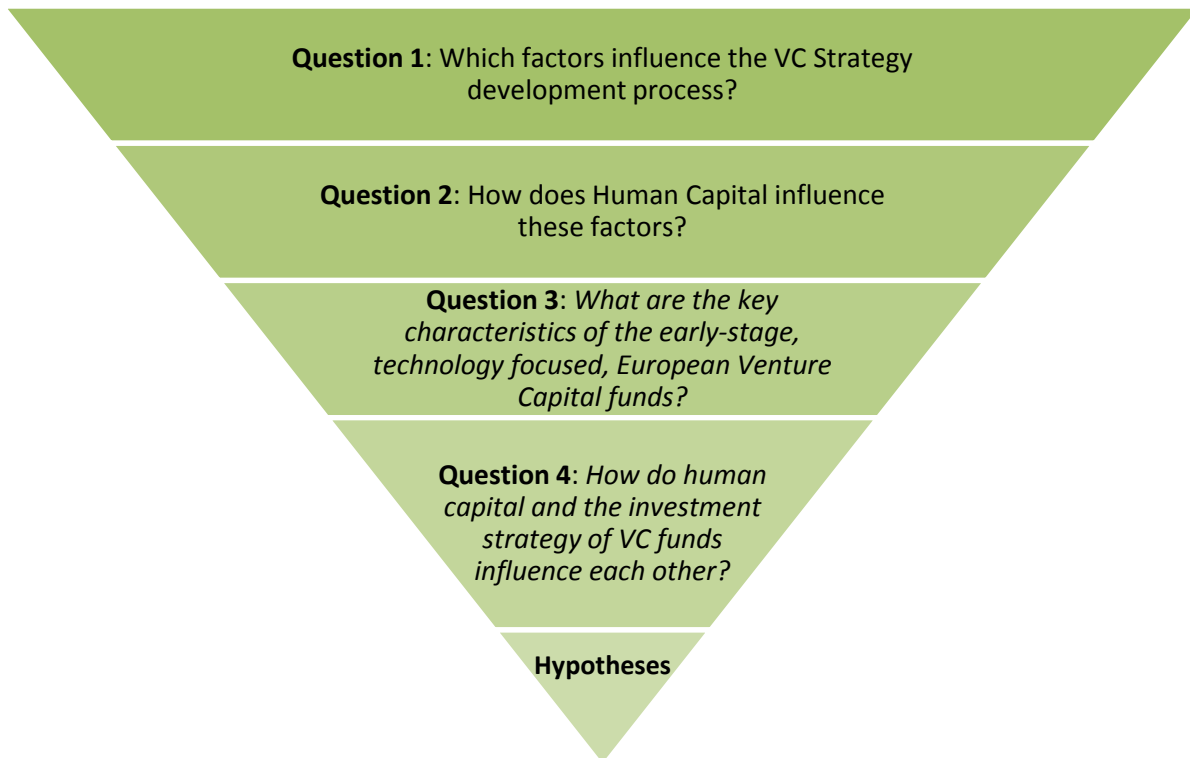 Question 1: Which factors influence the VC Strategy
development process?
Question 2: How does Human Capital influence
these factors?
Question 3: What are the key
characteristics of the early-stage,
technology focused, European Venture
Capital funds?
Question 4: How do human
capital and the investment
strategy of VC funds
influence each other?
Hypotheses